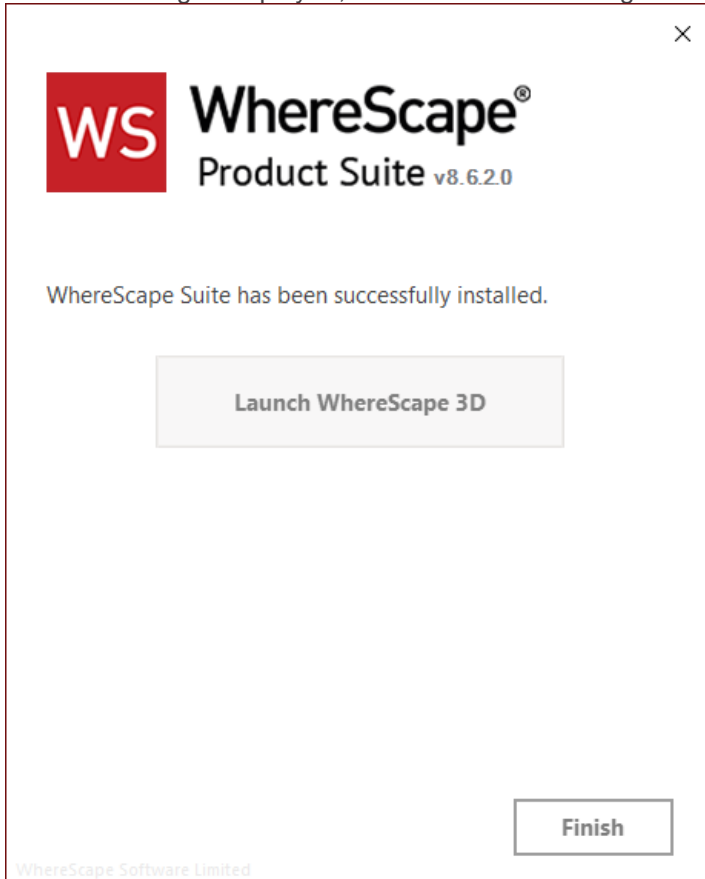 WS WhereScape®
Product Suite v8.6.2.0
WhereScape Suite has been successfully installed.
Launch WhereScape 3D
Finish
WhereScape Software Limited